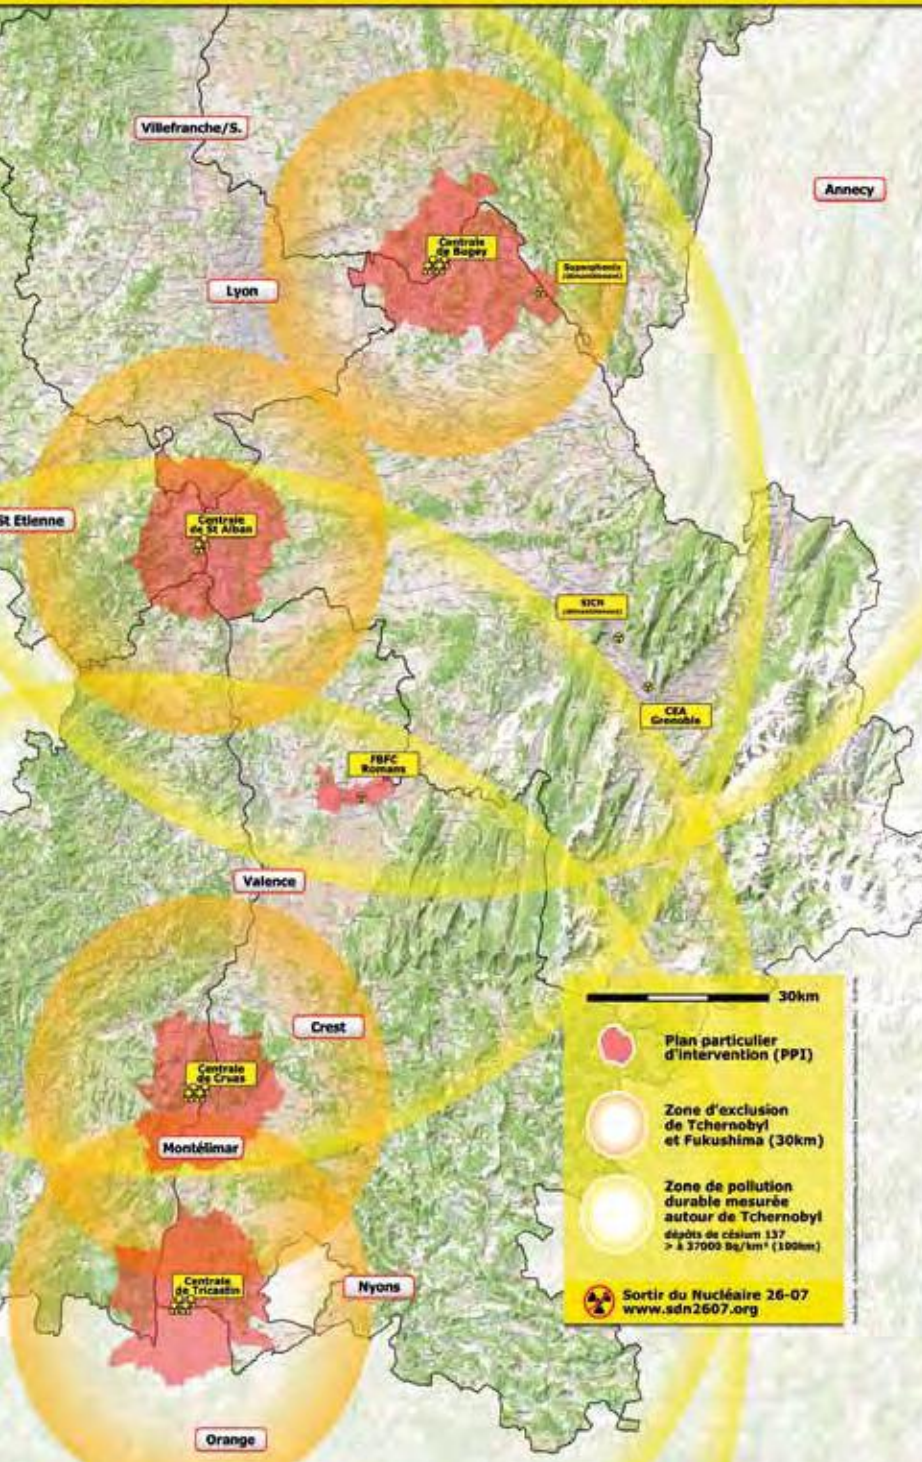 Villefranche/S.
Annecy
Centrale
de Bugey
Superphenix
(démantèlement)
Lyon
St Etienne
Centrale
de St Alban
SICN
(démantèlement)
CEA
Grenoble
FBFC
Romans
Valence
Crest
Centrale
de Cruas
Montélimar
Centrale
de Tricastin
Nyons
Orange
30km
Plan particulier
d'intervention (PPI)
Zone d'exclusion
de Tchernobyl
et Fukushima (30km)
Zone de pollution
durable mesurée
autour de Tchernobyl
dépôts de césium 137
> à 37000 Bq/km² (100km)
Sortir du Nucléaire 26-07
www.sdn2607.org